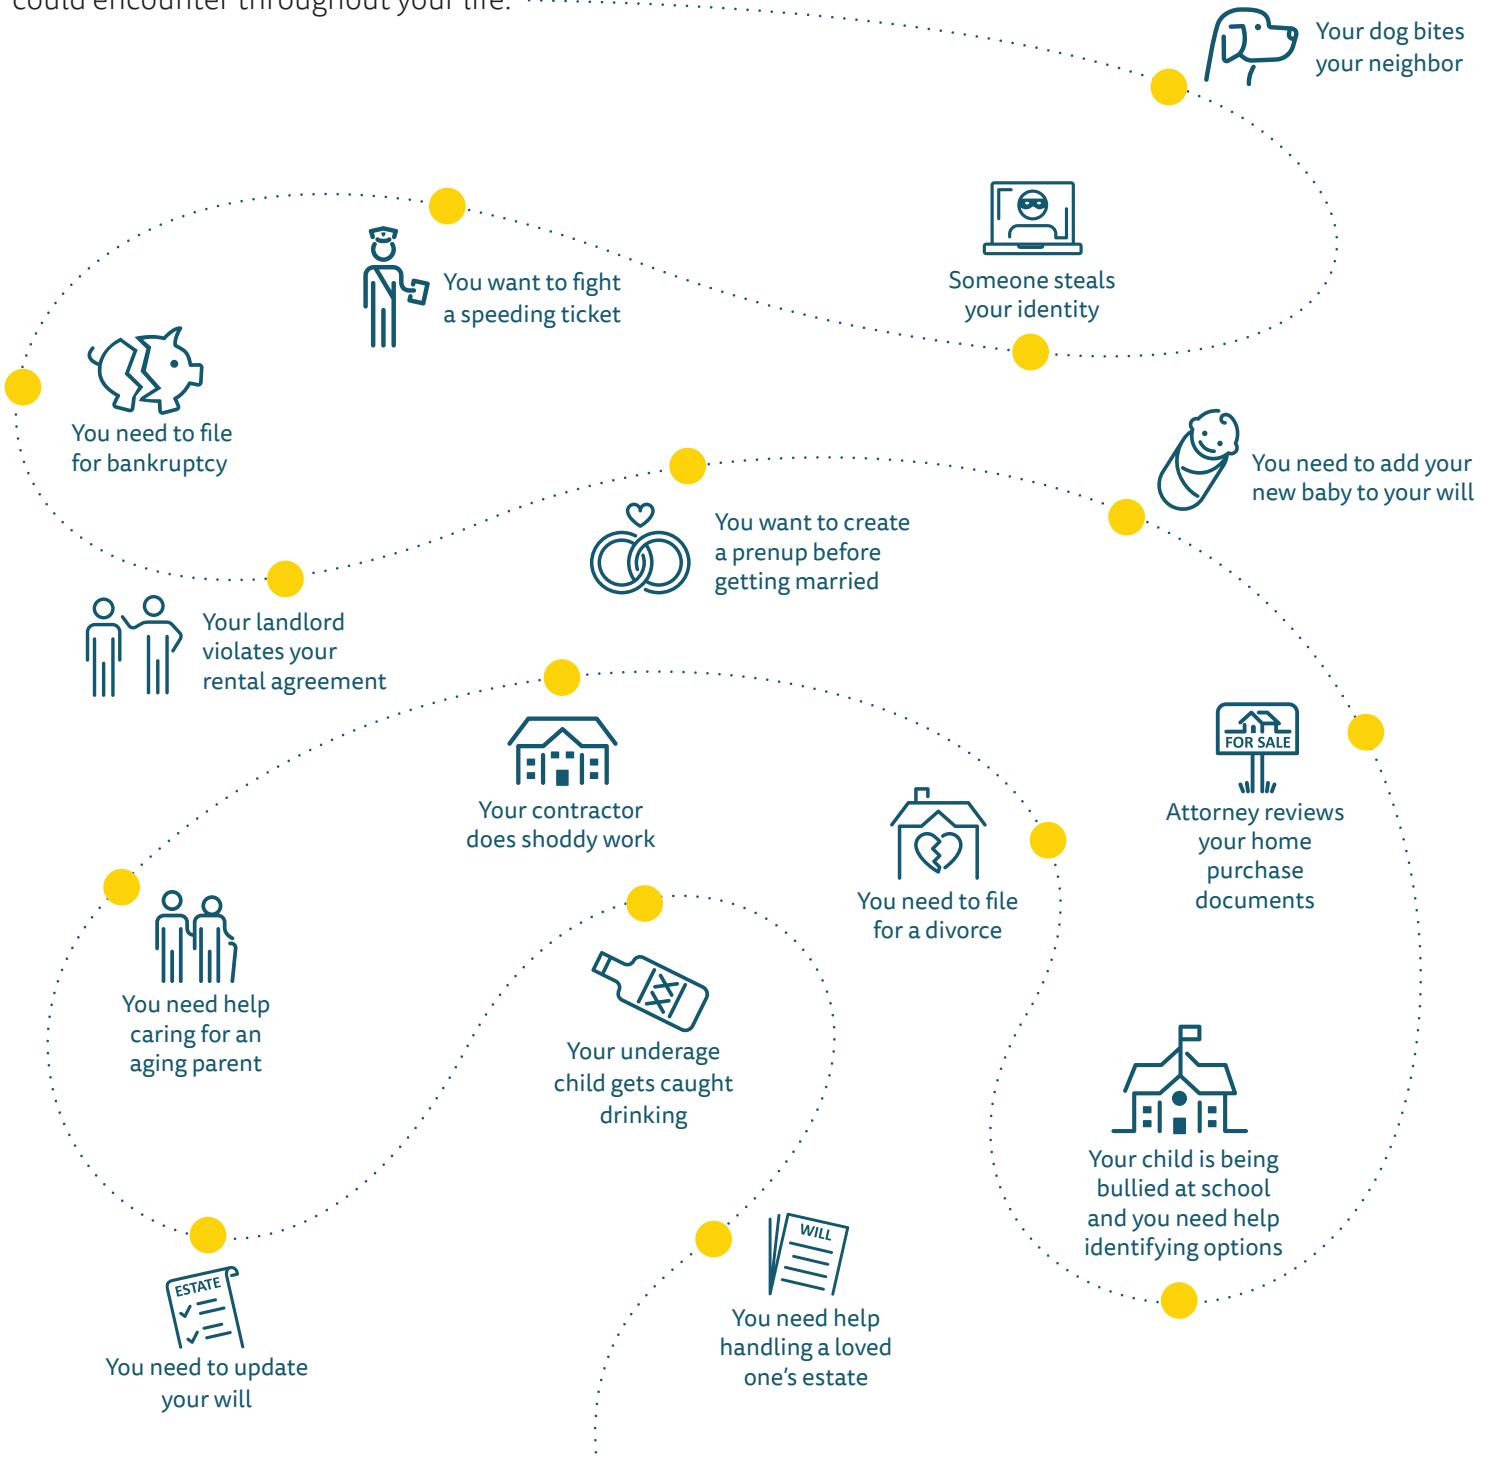 could encounter throughout your life.
Your dog bites
your neighbor
Someone steals
your identity
You want to fight
a speeding ticket
You need to file
for bankruptcy
Your landlord
violates your
rental agreement
You want to create
a prenup before
getting married
You need to add your
new baby to your will
FOR SALE
Attorney reviews
your home
purchase
documents
Your child is being
bullied at school
and you need help
identifying options
You need to file
for a divorce
Your contractor
does shoddy work
You need help
caring for an
aging parent
ESTATE
You need to update
your will
XX
Your underage
child gets caught
drinking
WILL
You need help
handling a loved
one's estate